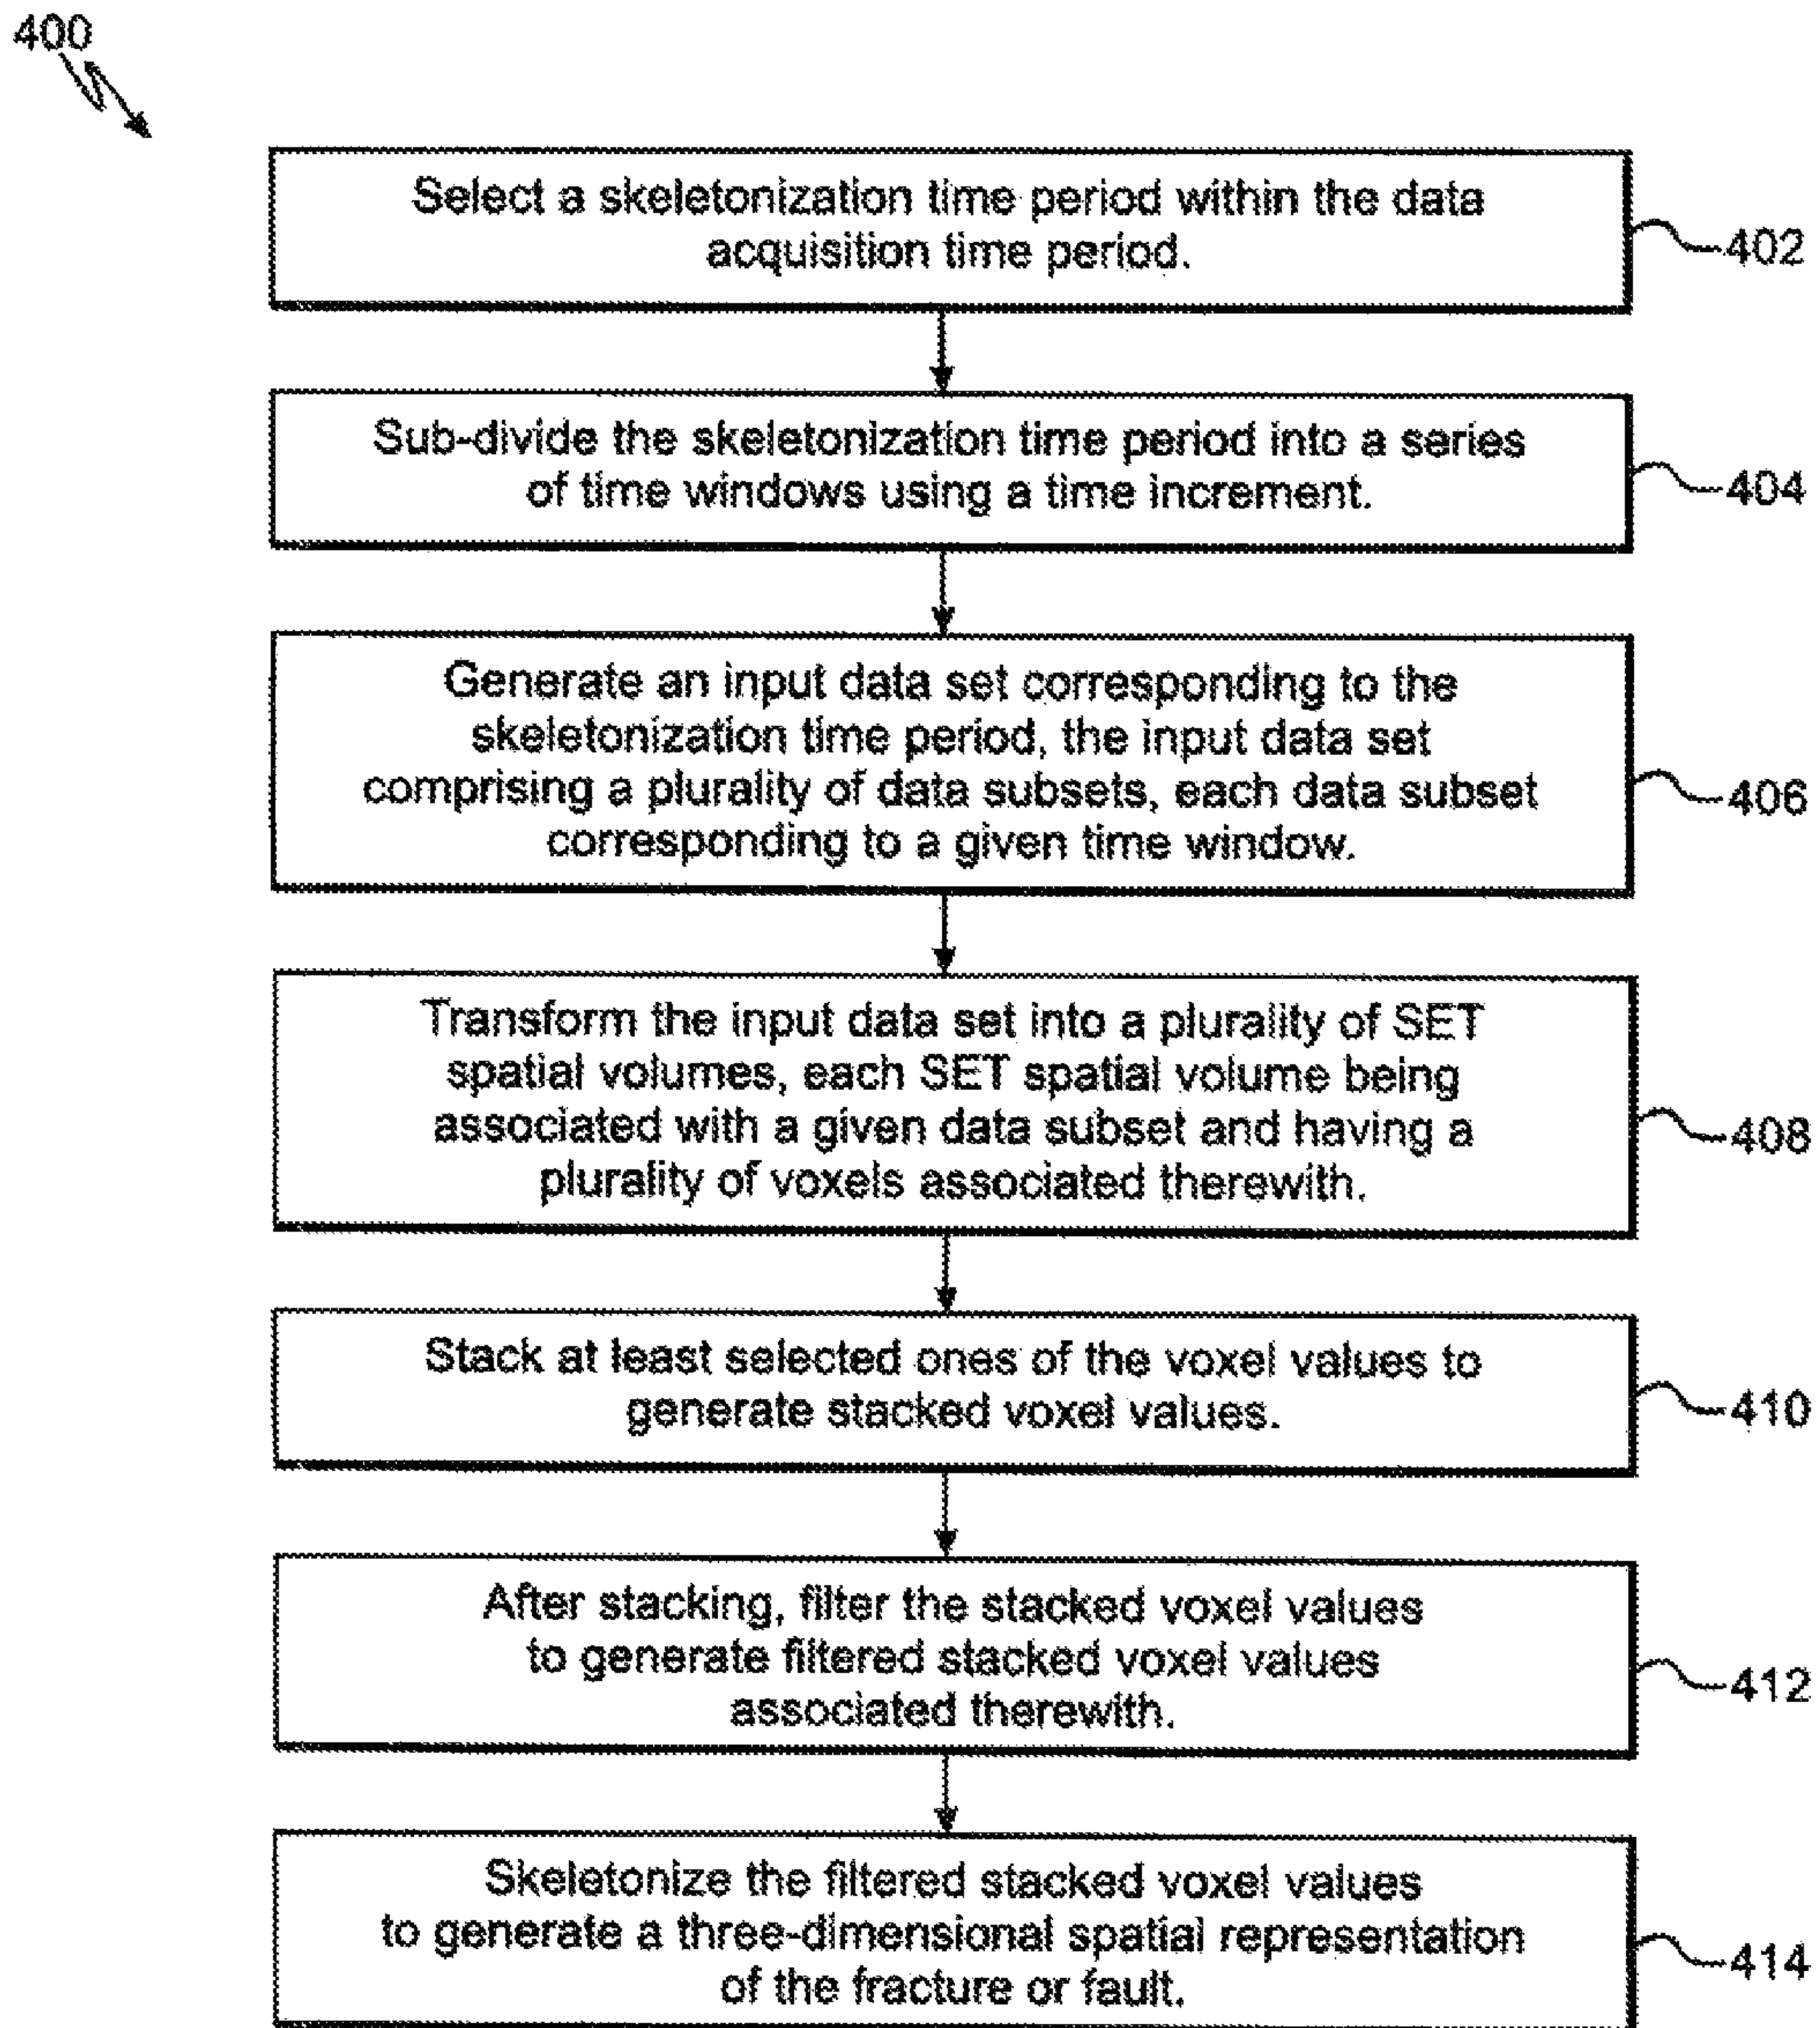 400
Select a skeletonization time period within the data
acquisition time period.
402
Sub-divide the skeletonization time period into a series
of time windows using a time increment.
404
Generate an input data set corresponding to the
skeletonization time period, the input data set
comprising a plurality of data subsets, each data subset
corresponding to a given time window.
406
Transform the input data set into a plurality of SET
spatial volumes, each SET spatial volume being
associated with a given data subset and having a
plurality of voxels associated therewith.
408
Stack at least selected ones of the voxel values to
generate stacked voxel values.
410
After stacking, filter the stacked voxel values
to generate filtered stacked voxel values
associated therewith.
412
Skeletonize the filtered stacked voxel values
to generate a three-dimensional spatial representation
of the fracture or fault.
414